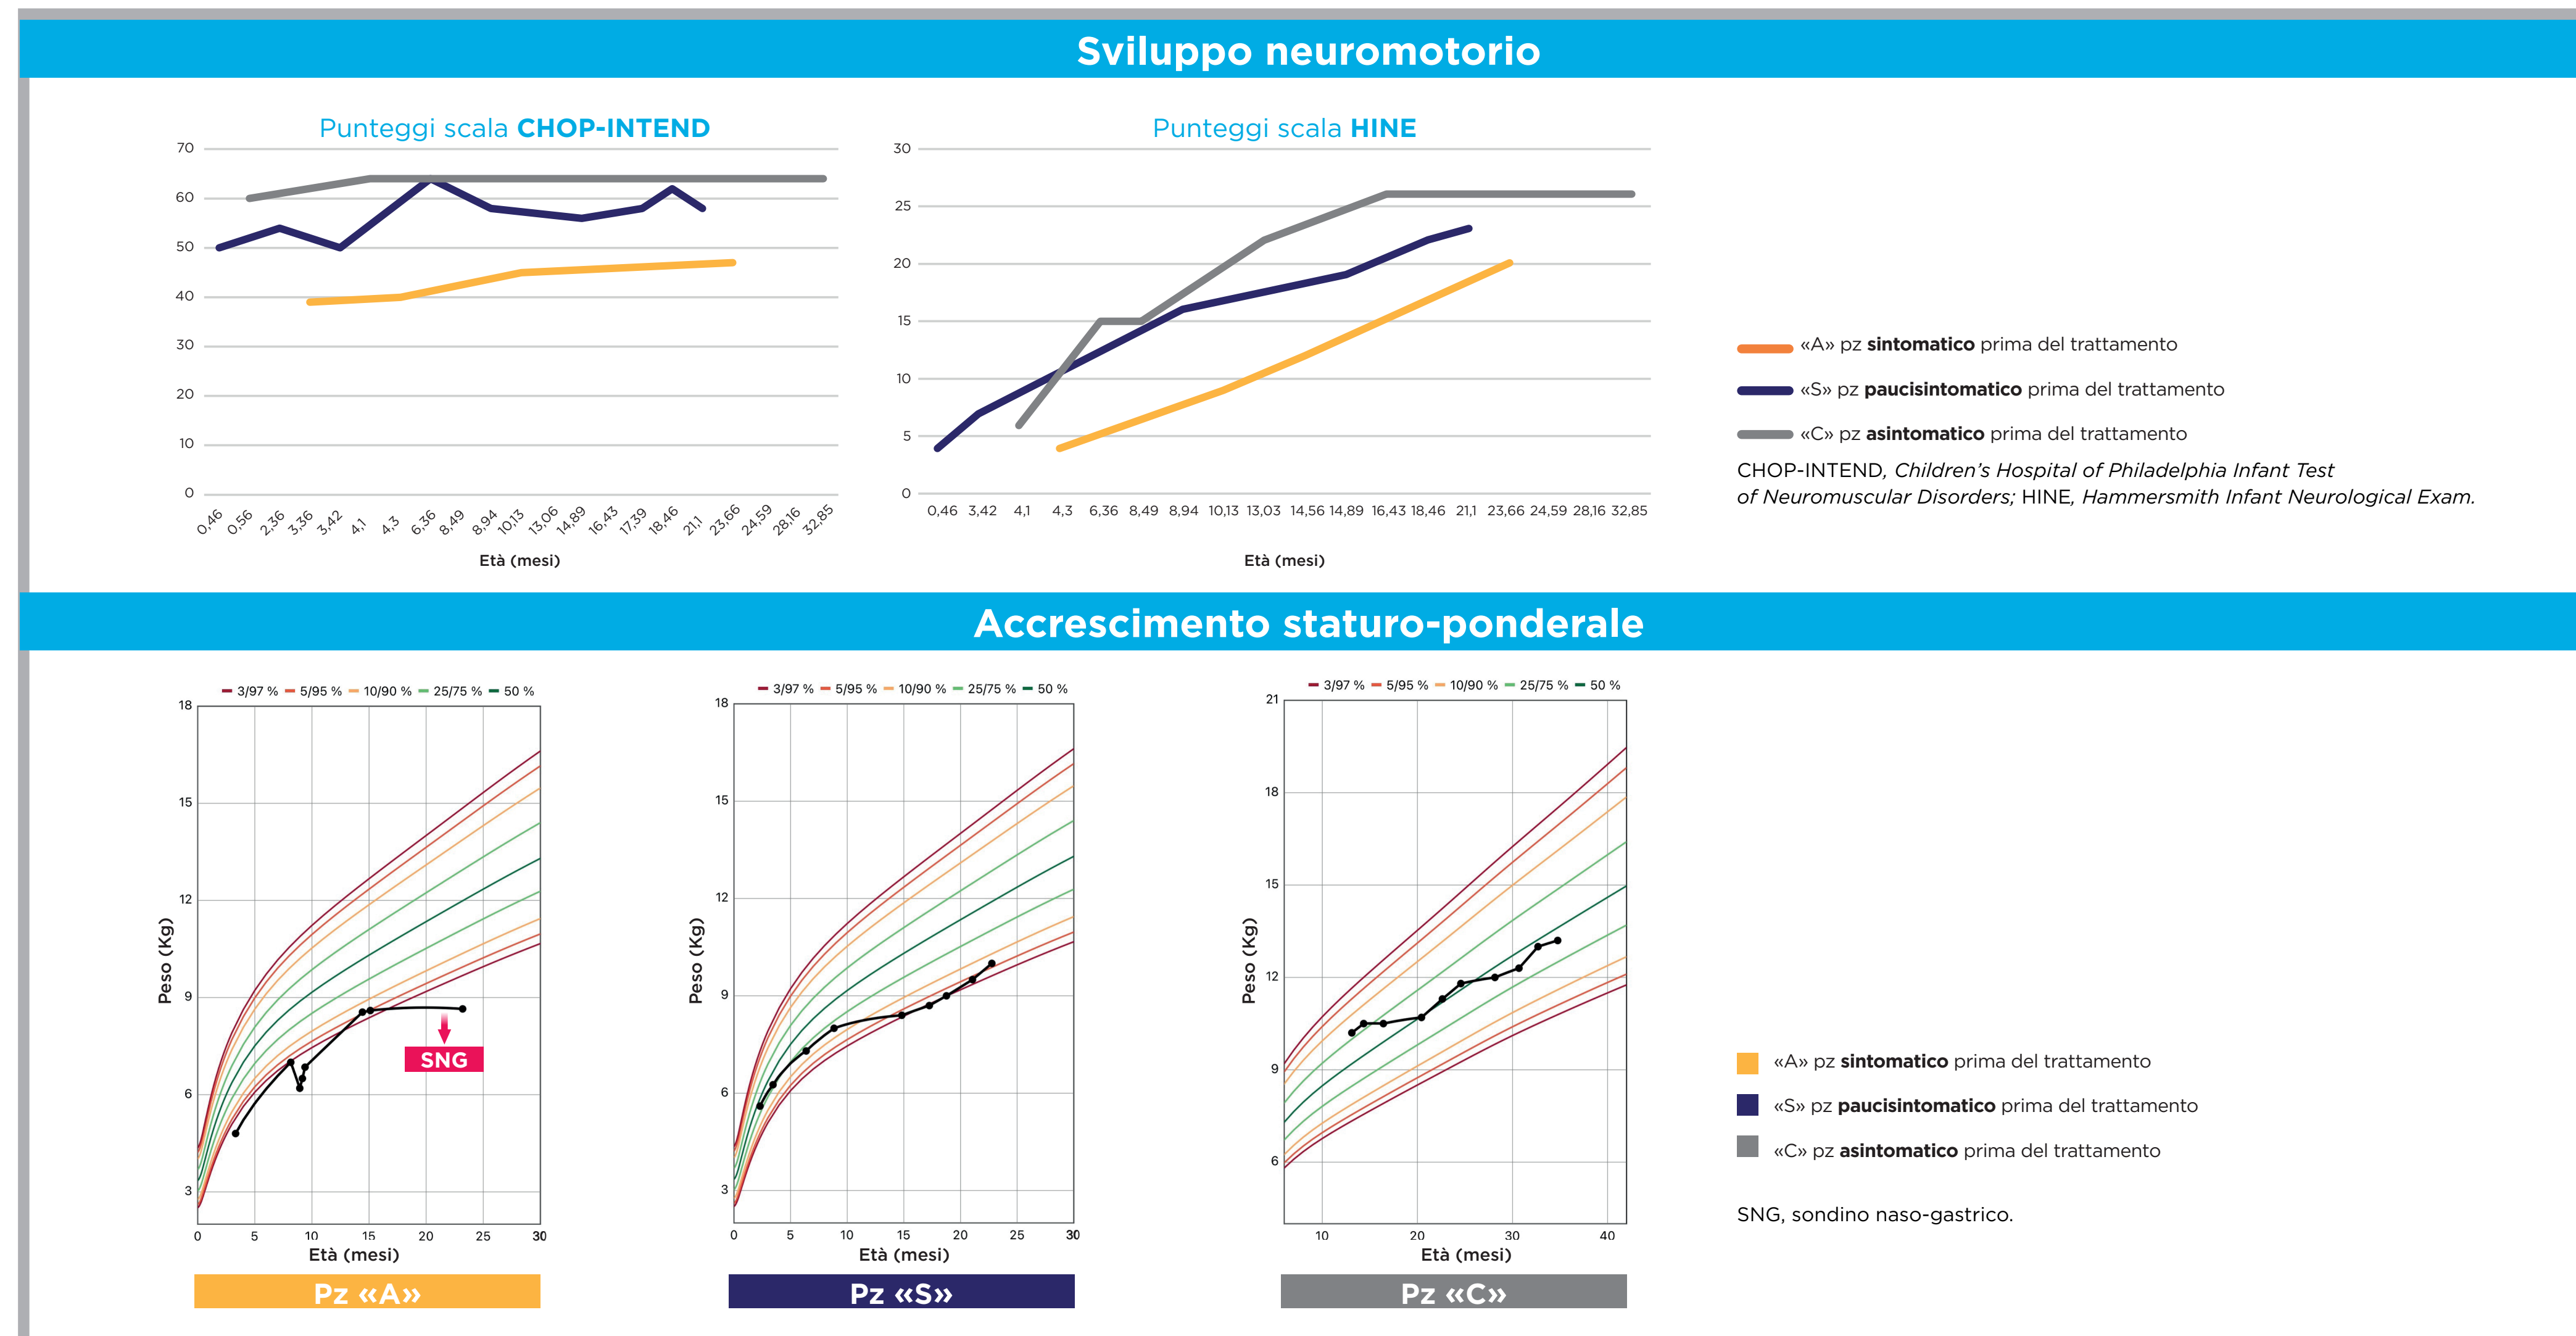 Sviluppo neuromotorio
Punteggi scala CHOP-INTEND
70
60
50
40
30
20
10
0
0,46 0,56 2,36 3,36 3,42 4,1 4,3 6,36 8,49 8,94 10,13 13,06 14,89 16,43 17,39 18,46 21,1 23,66 24,59 28,16 32,85
Età (mesi)
Punteggi scala HINE
30
25
20
15
10
5
0
0,46 3,42 4,1 4,3 6,36 8,49 8,94 10,13 13,03 14,56 14,89 16,43 18,46 21,1 23,66 24,59 28,16 32,85
Età (mesi)
«A» pz sintomatico prima del trattamento
«S» pz paucisintomatico prima del trattamento
«C» pz asintomatico prima del trattamento
CHOP-INTEND, Children’s Hospital of Philadelphia Infant Test
of Neuromuscular Disorders; HINE, Hammersmith Infant Neurological Exam.
Accrescimento staturo-ponderale
3/97 % 5/95 % 10/90 % 25/75 % 50 %
18
15
12
9
6
3
Peso (Kg)
SNG
0 5 10 15 20 25 30
Età (mesi)
Pz «A»
3/97 % 5/95 % 10/90 % 25/75 % 50 %
18
15
12
9
6
3
Peso (Kg)
0 5 10 15 20 25 30
Età (mesi)
Pz «S»
3/97 % 5/95 % 10/90 % 25/75 % 50 %
21
18
15
12
9
6
Peso (Kg)
10 20 30 40
Età (mesi)
Pz «C»
«A» pz sintomatico prima del trattamento
«S» pz paucisintomatico prima del trattamento
«C» pz asintomatico prima del trattamento
SNG, sondino naso-gastrico.